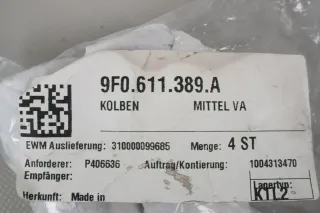 9F0.611.389.A
KOLBEN MITTEL VA
EWM Auslieferung: 310000099685 Menge: 4 ST
Anforderer: P406636 Auftrag/Kontierung: 1004313470
Empfänger:
Lagertyp:
KTL2
Herkunft: Made in